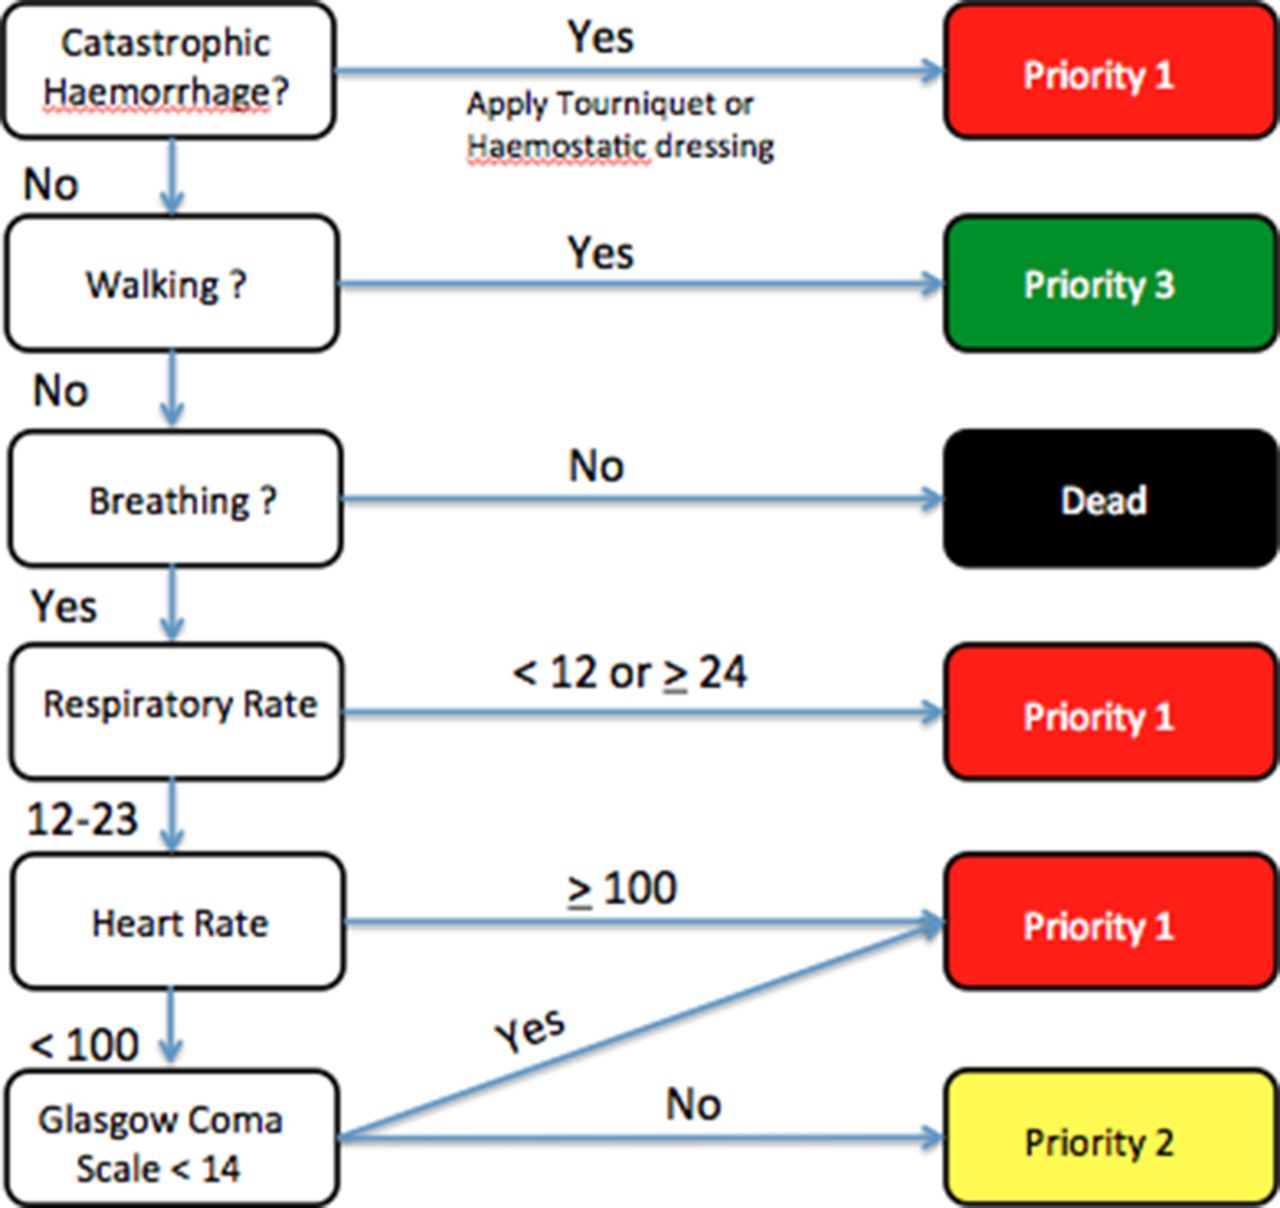 Catastrophic
Haemorrhage?
Yes
Apply Tourniquet or
Haemostatic dressing
Priority 1
No
Walking ?
Yes
Priority 3
No
Breathing ?
No
Dead
Yes
Respiratory Rate
< 12 or ≥ 24
Priority 1
12-23
Heart Rate
≥ 100
Priority 1
< 100
Glasgow Coma
Scale < 14
Yes
No
Priority 2